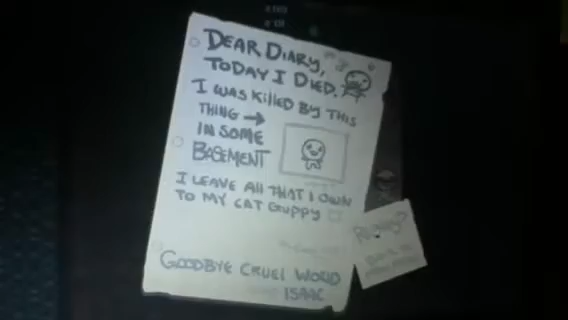 DEAR DIARY,
TODAY I DIED.
I WAS KILLED BY THIS
THING →
IN SOME
BASEMENT
I LEAVE ALL THAT I OWN
TO MY CAT GUPPY
GOODBYE CRUEL WORLD
ISAAC